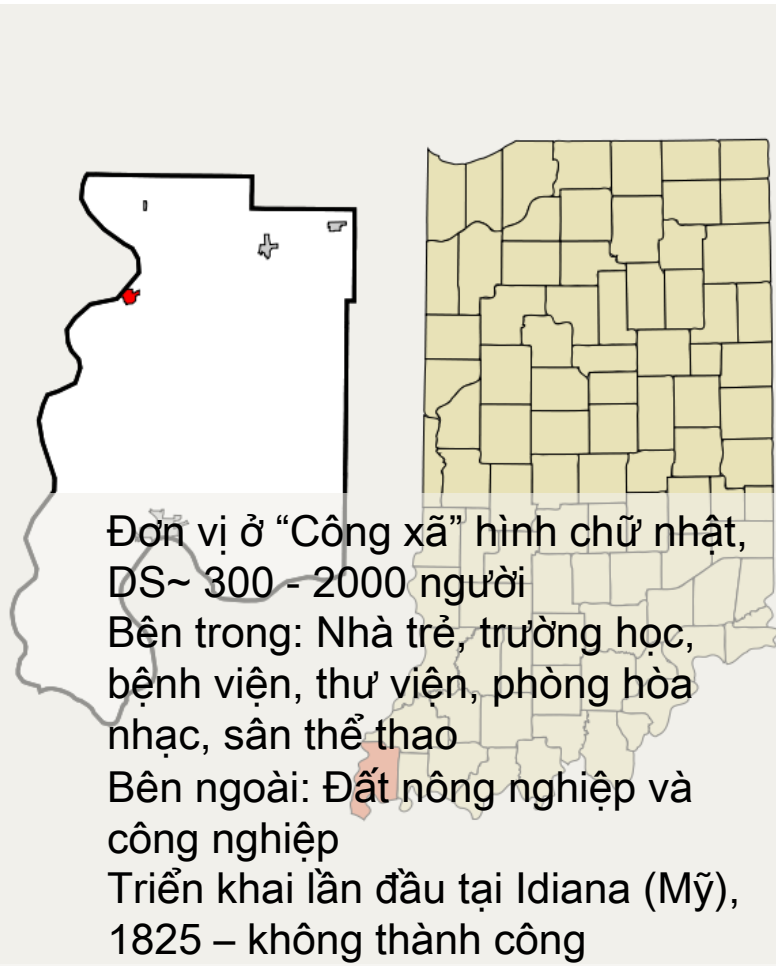 Đơn vị ở “Công xã” hình chữ nhật,
DS~ 300 - 2000 người
Bên trong: Nhà trẻ, trường học,
bệnh viện, thư viện, phòng hòa
nhạc, sân thể thao
Bên ngoài: Đất nông nghiệp và
công nghiệp
Triển khai lần đầu tại Idiana (Mỹ),
1825 – không thành công